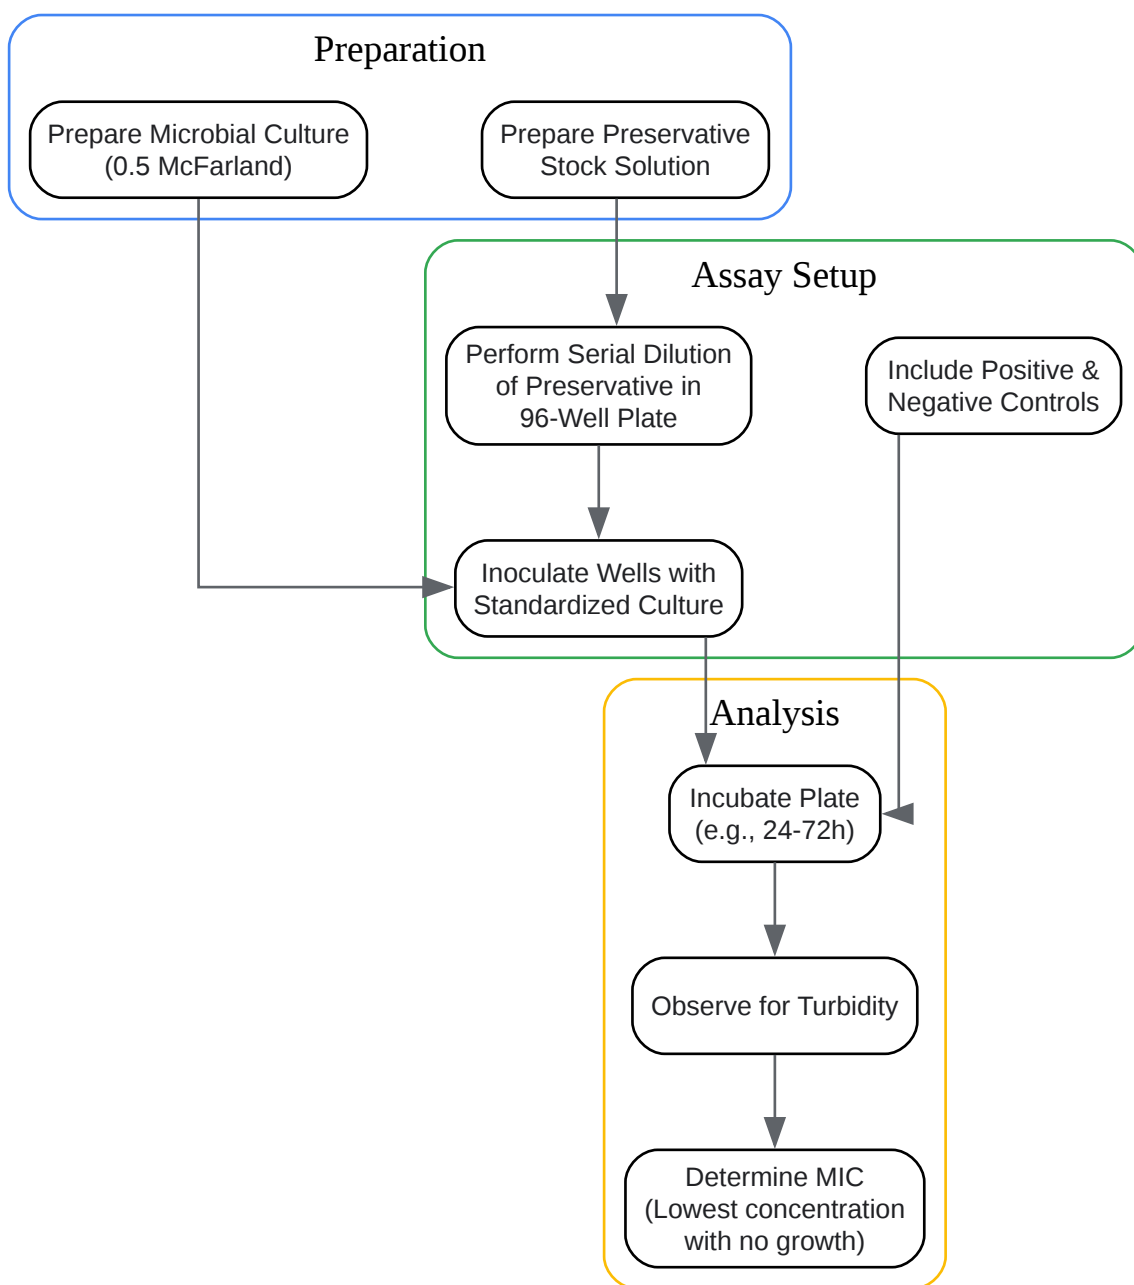 Preparation
Prepare Microbial Culture
(0.5 McFarland)
Prepare Preservative
Stock Solution
Assay Setup
Perform Serial Dilution
of Preservative in
96-Well Plate
Include Positive &
Negative Controls
Inoculate Wells with
Standardized Culture
Analysis
Incubate Plate
(e.g., 24-72h)
Observe for Turbidity
Determine MIC
(Lowest concentration
with no growth)